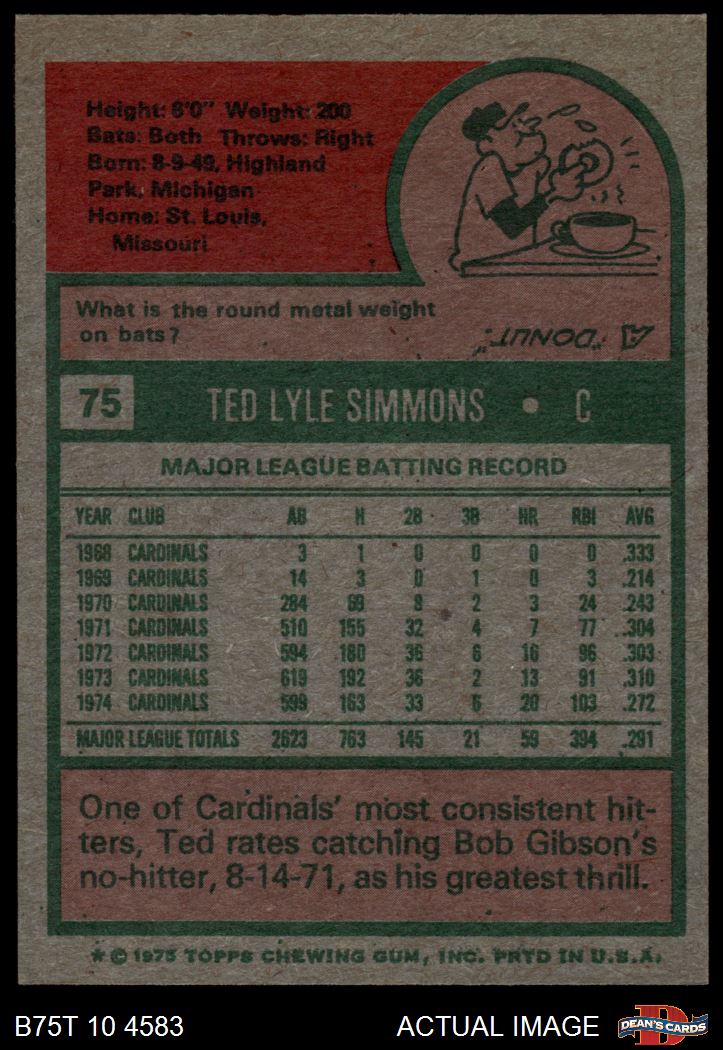 Height: 6'0" Weight: 200
Bats: Both Throws: Right
Born: 8-9-49, Highland
Park, Michigan
Home: St. Louis,
Missouri
What is the round metal weight
on bats?
A "DONUT."
75 TED LYLE SIMMONS • C
MAJOR LEAGUE BATTING RECORD
YEAR CLUB AB H 2B 3B HR RBI AVG
1968 CARDINALS 3 1 0 0 0 0 .333
1969 CARDINALS 14 3 0 1 0 3 .214
1970 CARDINALS 284 69 8 2 3 24 .243
1971 CARDINALS 510 155 32 4 7 77 .304
1972 CARDINALS 594 180 36 6 16 96 .303
1973 CARDINALS 619 192 36 2 13 91 .310
1974 CARDINALS 599 163 33 6 20 103 .272
MAJOR LEAGUE TOTALS 2623 763 145 21 59 394 .291
One of Cardinals' most consistent hit-
ters, Ted rates catching Bob Gibson's
no-hitter, 8-14-71, as his greatest thrill.
* © 1975 TOPPS CHEWING GUM, INC. PRTD IN U.S.A.
B75T 10 4583 ACTUAL IMAGE
DEAN'S CARDS